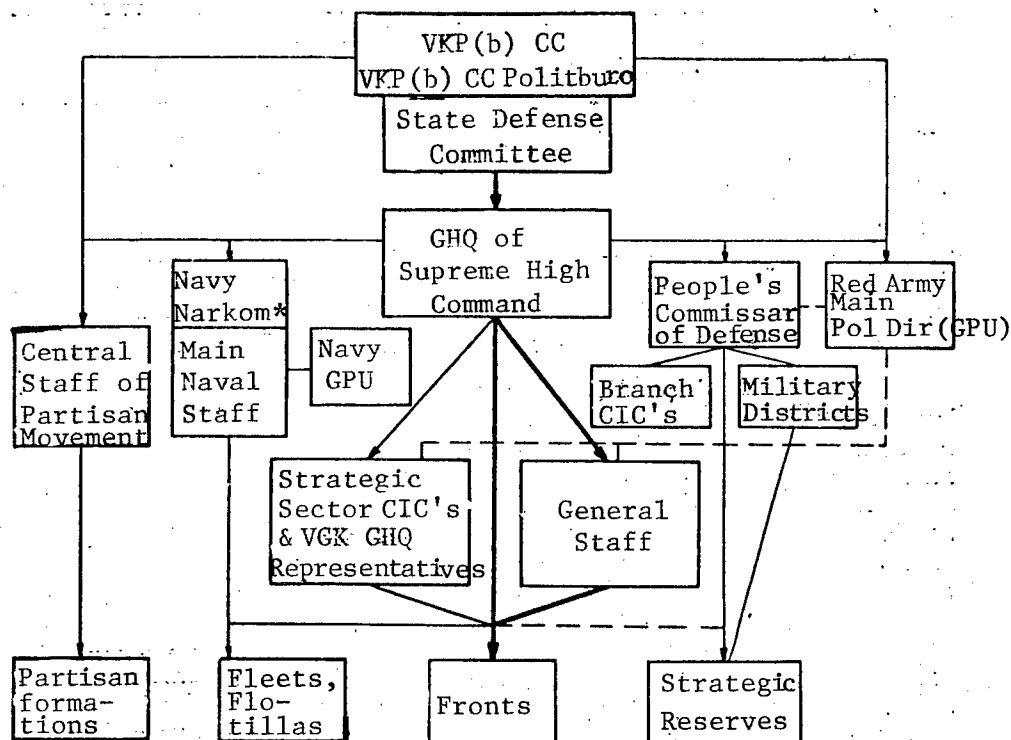 VKP(b) CC
VKP(b) CC Politburo
State Defense
Committee
GHQ of
Supreme High
Command
Navy
Narkom*
Main
Naval
Staff
Navy
GPU
People's
Commissar
of Defense
Red Army
Main
Pol Dir(GPU)
Central
Staff of
Partisan
Movement
Branch
CIC's
Military
Districts
Strategic
Sector CIC's
& VGK GHQ
Representatives
General
Staff
Partisan
forma-
tions
Fleets,
Flo-
tillas
Fronts
Strategic
Reserves